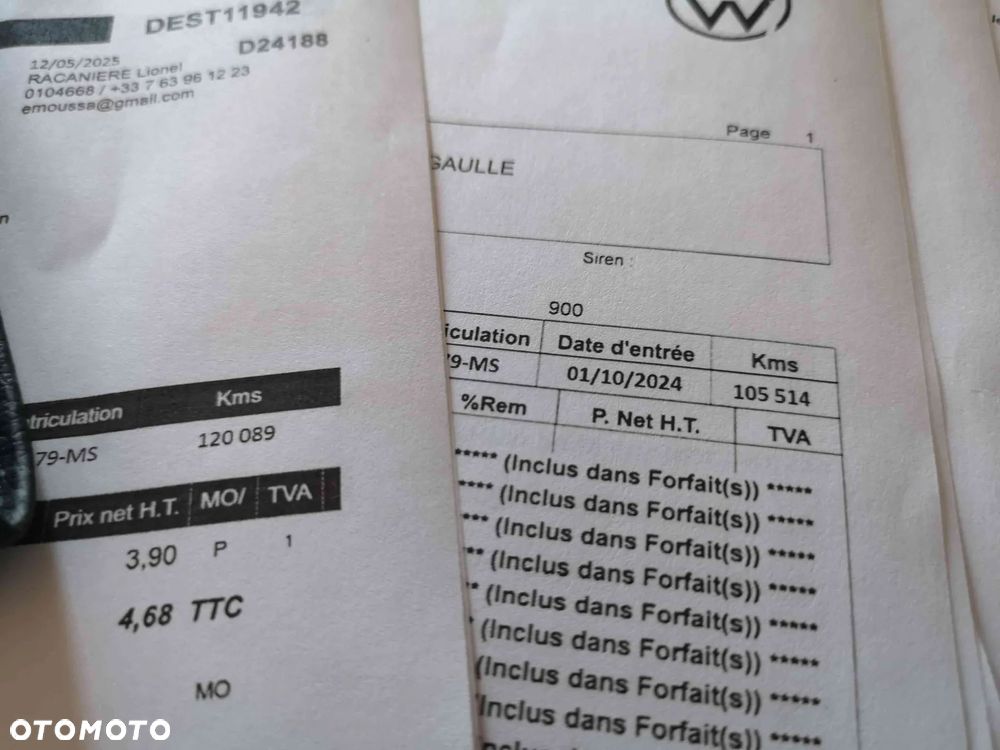 DEST11942
D24188
12/05/2025
RACANIERE Lionel
0104668 / +33 7 63 96 12 23
emoussa@gmail.com
n
triculation Kms
79-MS 120 089
Prix net H.T. MO/ TVA
3,90 P 1
4,68 TTC
MO
Page 1
GAULLE
Siren :
900
iculation Date d'entrée Kms
79-MS 01/10/2024 105 514
%Rem P. Net H.T. TVA
***** (Inclus dans Forfait(s)) *****
**** (Inclus dans Forfait(s)) *****
*** (Inclus dans Forfait(s)) *****
** (Inclus dans Forfait(s)) *****
** (Inclus dans Forfait(s)) *****
* (Inclus dans Forfait(s)) *****
(Inclus dans Forfait(s)) *****
Inclus dans Forfait(s)) *****
OTOMOTO